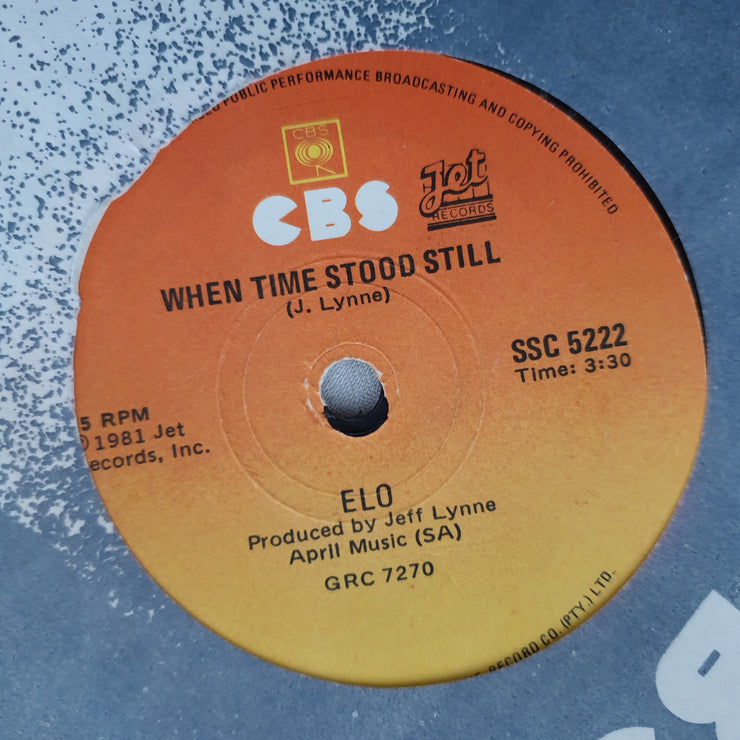 PUBLIC PERFORMANCE BROADCASTING AND COPYING PROHIBITED
CBS
CBS
Jet
RECORDS
WHEN TIME STOOD STILL
(J. Lynne)
SSC 5222
Time: 3:30
5 RPM
1981 Jet
ecords, Inc.
ELO
Produced by Jeff Lynne
April Music (SA)
GRC 7270
RECORD CO. (PTY.) LTD.